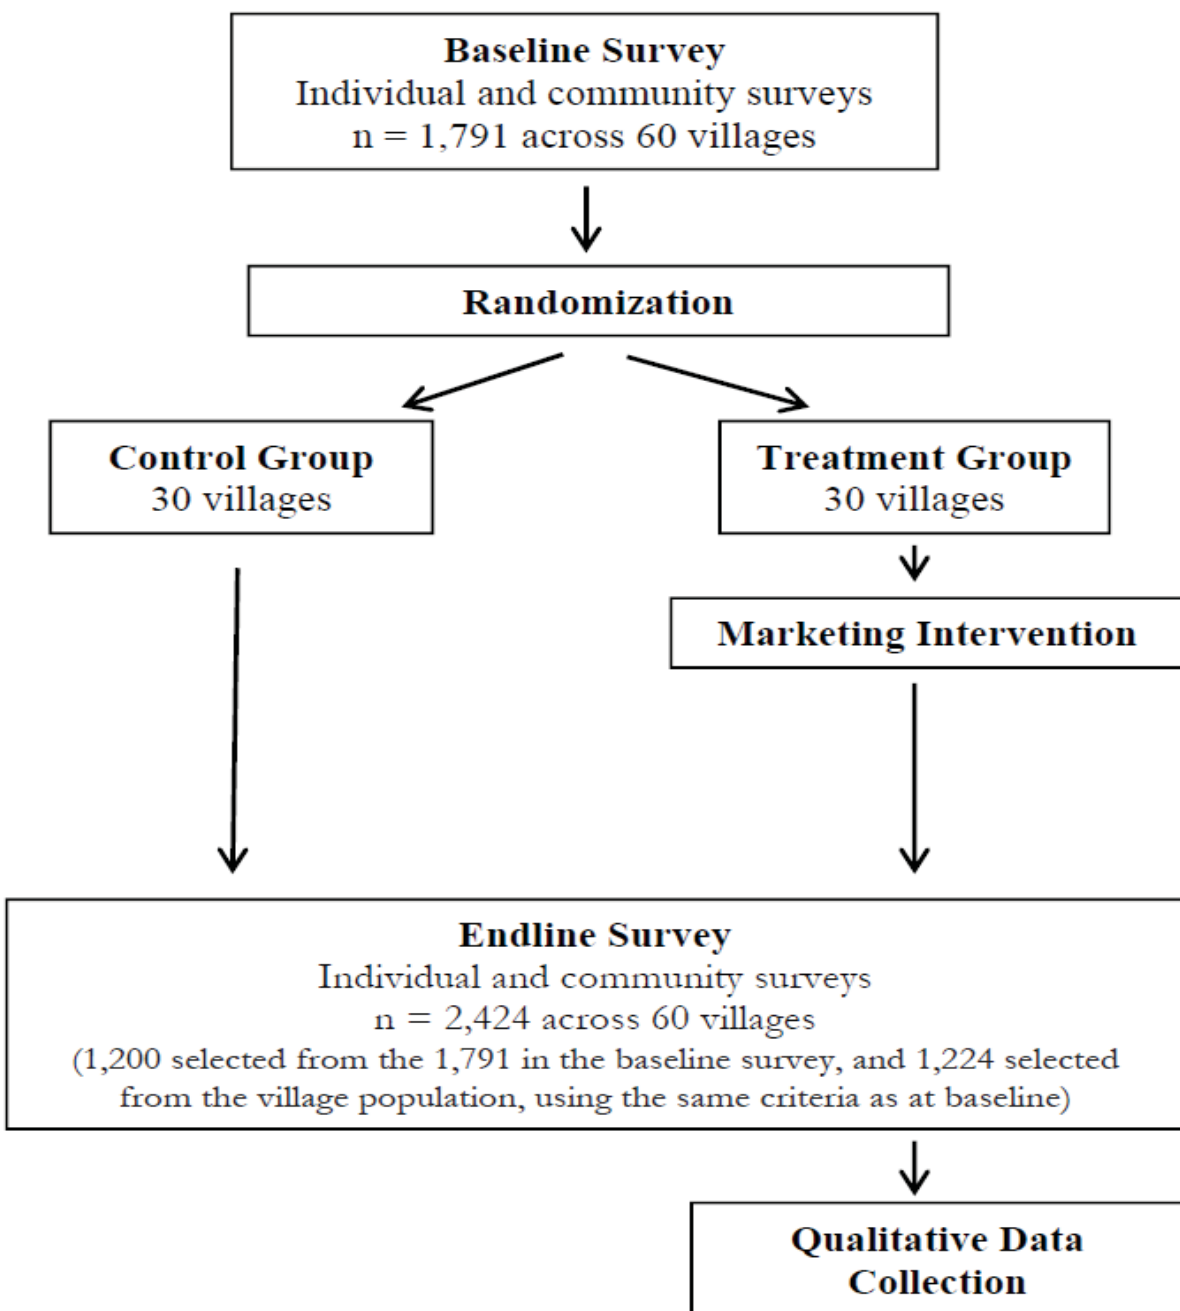 Baseline Survey
Individual and community surveys
n = 1,791 across 60 villages
Randomization
Control Group
30 villages
Treatment Group
30 villages
Marketing Intervention
Endline Survey
Individual and community surveys
n = 2,424 across 60 villages
(1,200 selected from the 1,791 in the baseline survey, and 1,224 selected
from the village population, using the same criteria as at baseline)
Qualitative Data
Collection